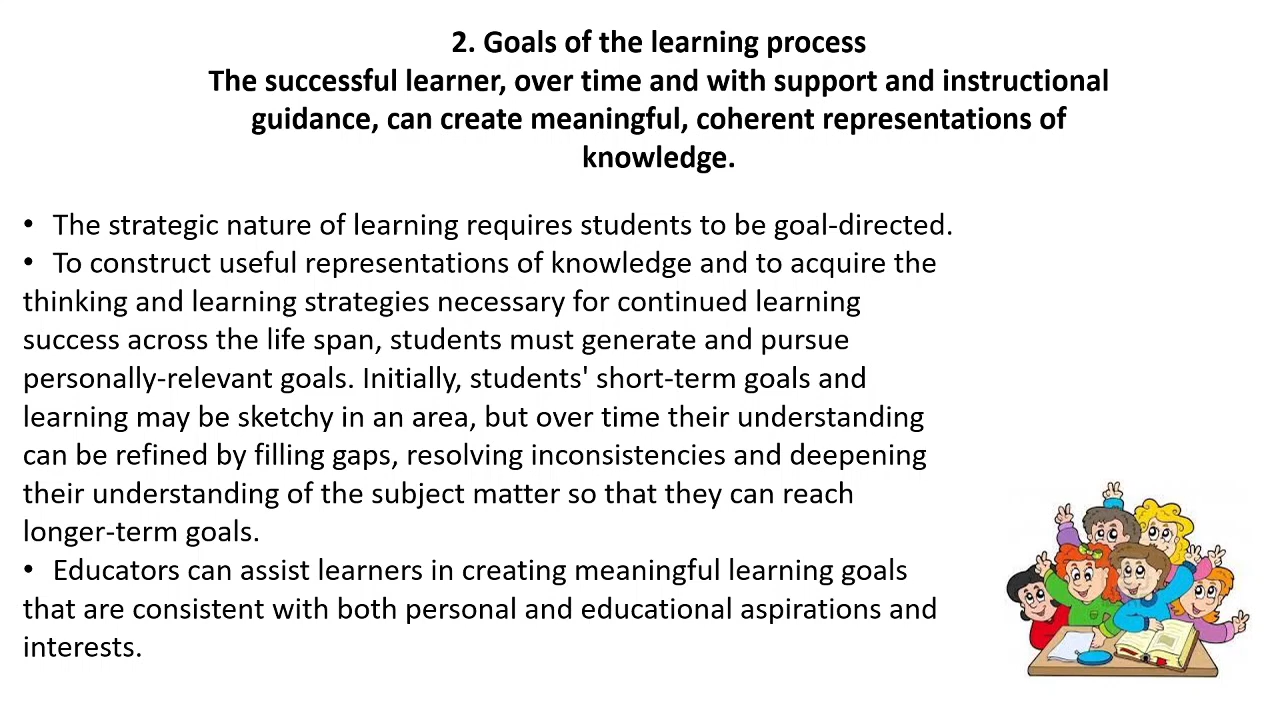 2. Goals of the learning process
The successful learner, over time and with support and instructional
guidance, can create meaningful, coherent representations of
knowledge.
• The strategic nature of learning requires students to be goal-directed.
• To construct useful representations of knowledge and to acquire the
thinking and learning strategies necessary for continued learning
success across the life span, students must generate and pursue
personally-relevant goals. Initially, students' short-term goals and
learning may be sketchy in an area, but over time their understanding
can be refined by filling gaps, resolving inconsistencies and deepening
their understanding of the subject matter so that they can reach
longer-term goals.
• Educators can assist learners in creating meaningful learning goals
that are consistent with both personal and educational aspirations and
interests.